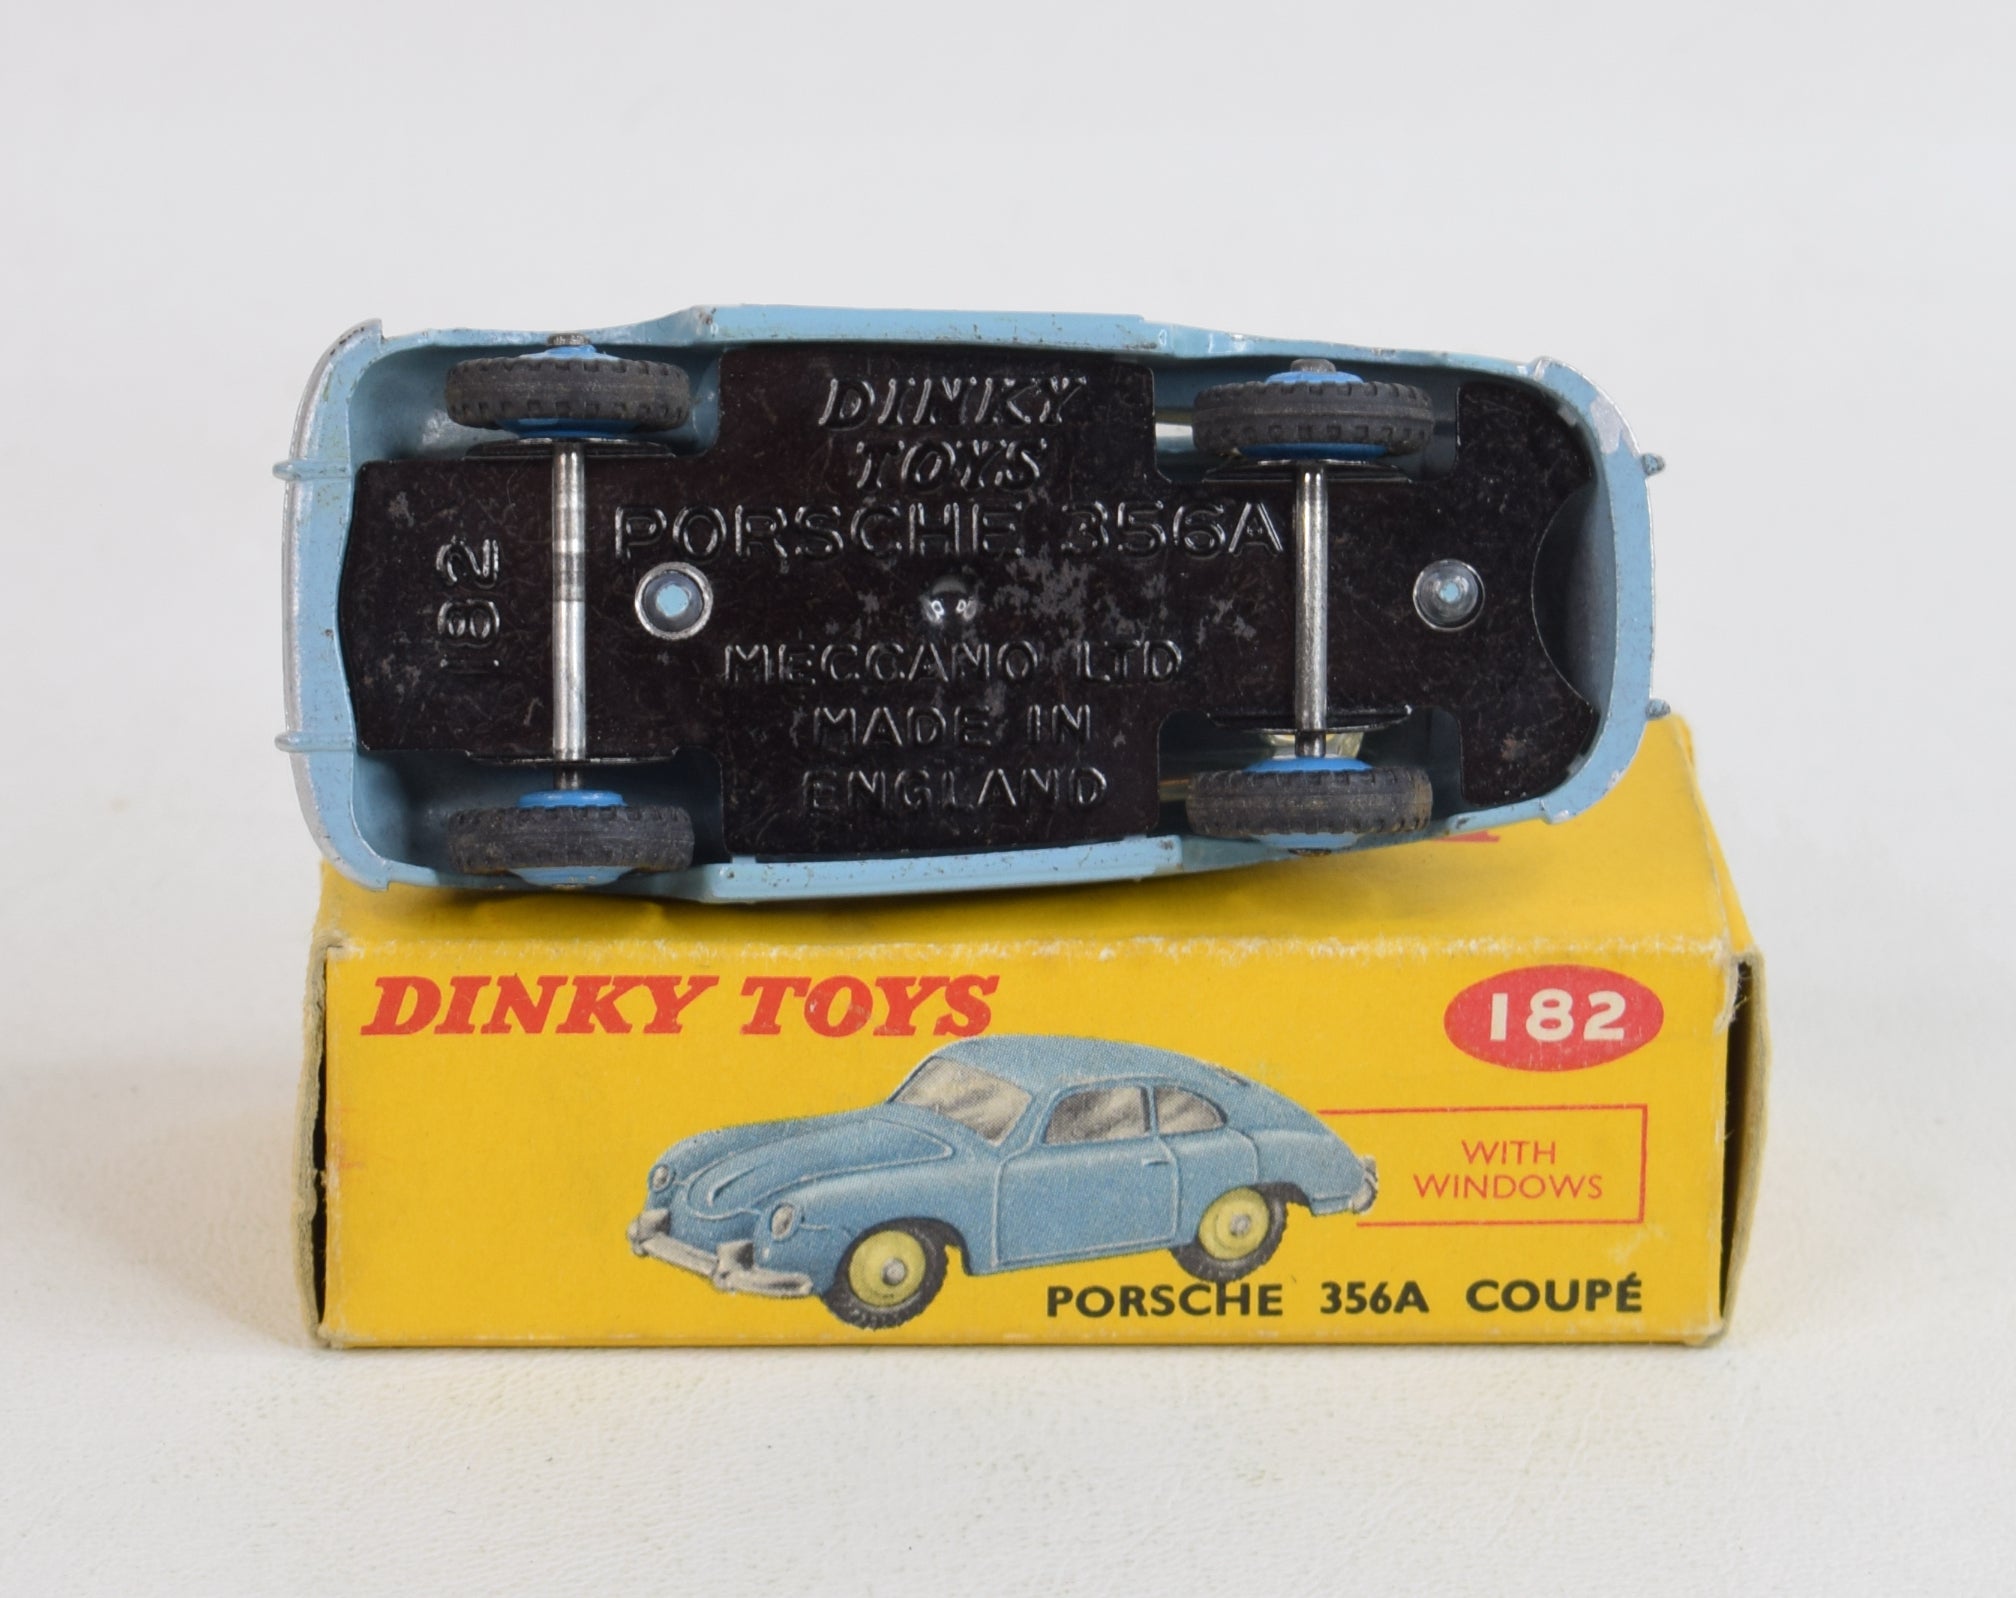 DINKY
TOYS
PORSCHE 356A
182
MECCANO LTD
MADE IN
ENGLAND
DINKY TOYS
182
WITH
WINDOWS
PORSCHE 356A COUPÉ